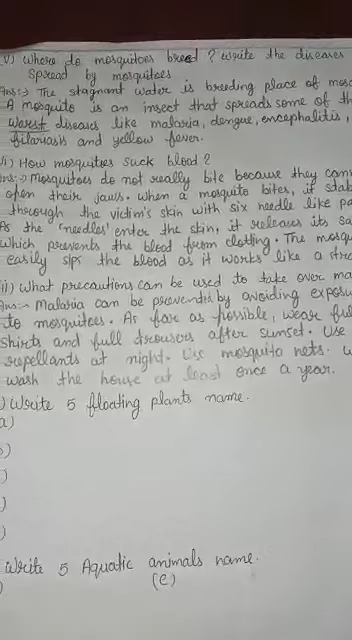 v) Where do mosquitoes breed ? Write the diseases
Spread by mosquitoes
Ans:-> The stagnant water is breeding place of
A mosquito is an insect that spreads some of
Worst diseases like malaria, dengue, encephalitis,
filariasis and yellow fever.
vi) How mosquitoes suck blood ?
Ans:-> Mosquitoes do not really bite because they
open their jaws. When a mosquito bites, it
through the victim's skin with six needle like
As the 'needles' enter the skin, it releases its
which prevents the blood from clotting. The
easily sips the blood as it works like a
ii) What precautions can be used to take over
Ans:- Malaria can be prevented by avoiding
to mosquitoes. As far as possible, wear
shirts and full trousers after sunset. Use
repellants at night. Use mosquito nets.
wash the house at least once a year.
) Write 5 floating plants name.
a)
)
)
)
)
Write 5 Aquatic animals name.
) (e)